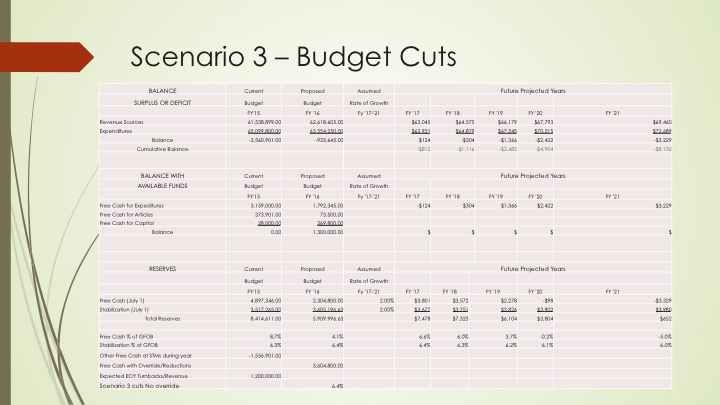 Scenario 3 – Budget Cuts
BALANCE Current Proposed Assumed Future Projected Years
SURPLUS OR DEFICIT Budget Budget Rate of Growth
FY'15 FY '16 Fy '17-'21 FY '17 FY '18 FY '19 FY'20 FY '21
Revenue Sources 61,538,899.00 62,618,605.00 $63,045 $64,575 $66,179 $67,793 $69,460
Expenditures 65,099,800.00 63,554,250.00 $62,921 $64,879 $67,545 $70,215 $72,689
Balance -3,560,901.00 -935,645.00 $124 -$304 -$1,366 -$2,422 -$3,229
Cumulative Balance -$812 -$1,116 -$2,482 -$4,904 -$8,132
BALANCE WITH Current Proposed Assumed Future Projected Years
AVAILABLE FUNDS Budget Budget Rate of Growth
FY'15 FY '16 Fy '17-'21 FY '17 FY '18 FY '19 FY'20 FY '21
Free Cash for Expeditures 3,159,000.00 1,792,345.00 -$124 $304 $1,366 $2,422 $3,229
Free Cash for Articles 373,901.00 73,500.00
Free Cash for Capital 28,000.00 369,800.00
Balance 0.00 1,300,000.00 $ $ $ $ $
RESERVES Current Proposed Assumed Future Projected Years
Budget Budget Rate of Growth
FY'15 FY '16 Fy '17-'21 FY '17 FY '18 FY '19 FY'20 FY '21
Free Cash (July 1) 4,897,346.00 2,304,800.00 2.00% $3,801 $3,572 $2,278 -$98 -$3,329
Stabilization (July 1) 3,517,265.00 3,605,196.63 2.00% $3,677 $3,751 $3,826 $3,902 $3,980
Total Reserves 8,414,611.00 5,909,996.63 $7,478 $7,323 $6,104 $3,804 $652
Free Cash % of GFOB 8.7% 4.1% 6.6% 6.0% 3.7% -0.2% -5.0%
Stabilization % of GFOB 6.3% 6.4% 6.4% 6.3% 6.2% 6.1% 6.0%
Other Free Cash at STMs during year -1,556,901.00
Free Cash with Override/Reductions 3,604,800.00
Expected EOY Turnbacks/Revenue 1,200,000.00
Scenario 3 cuts No override 6.4%